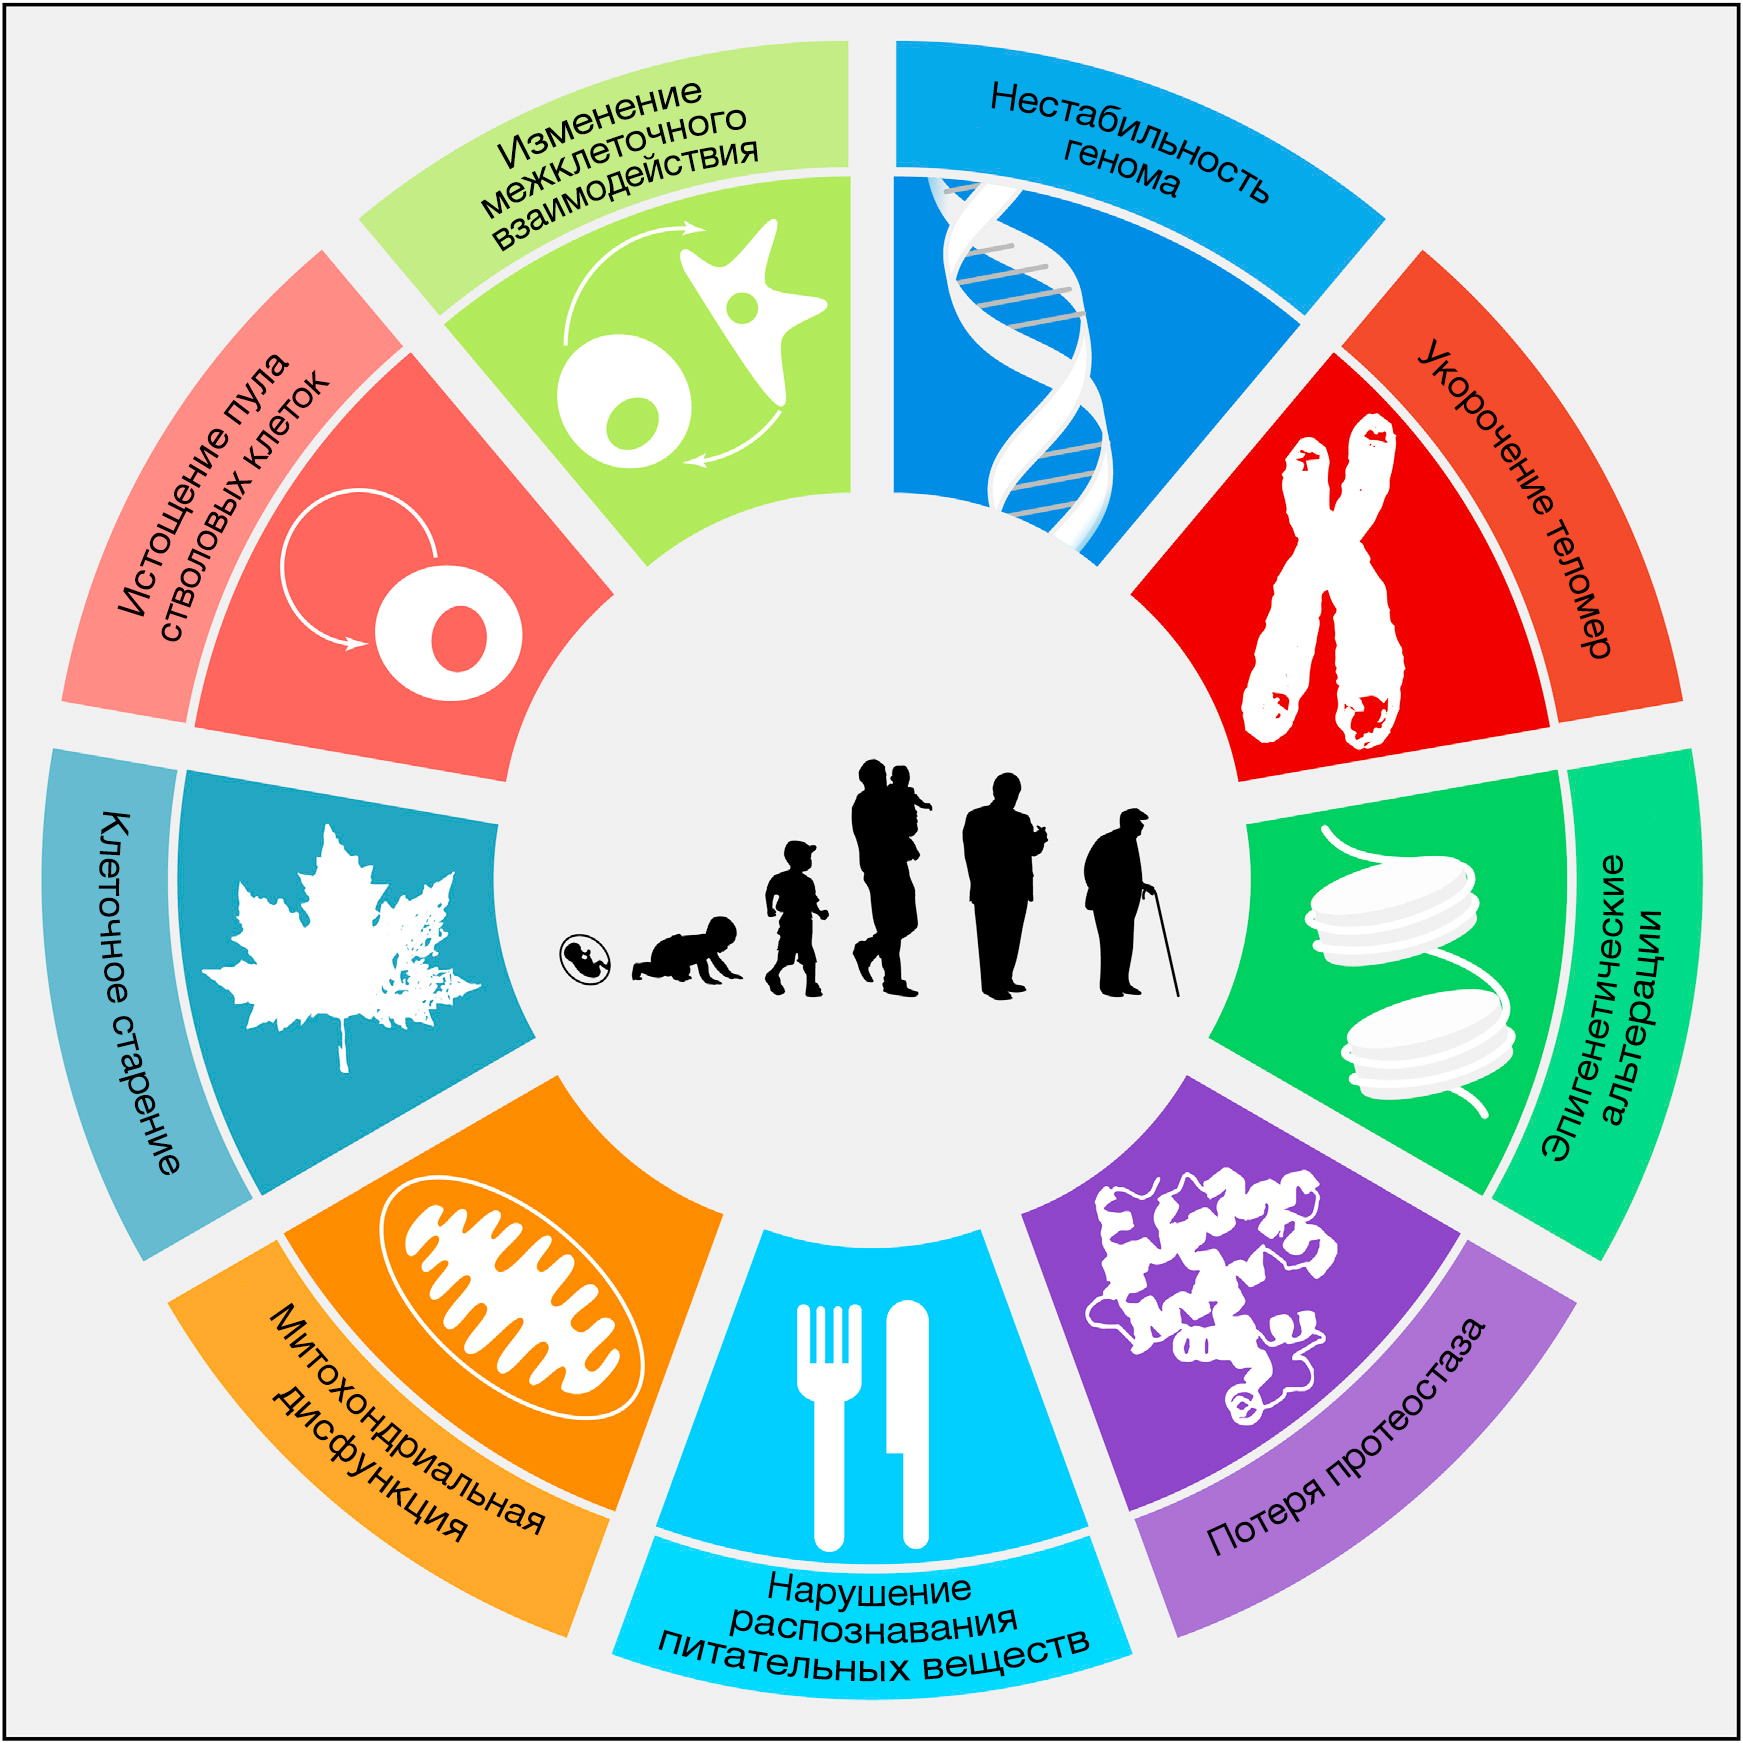 Нестабильность
генома
Укорочение теломер
Эпигенетические
альтерации
Потеря протеостаза
Нарушение
распознавания
питательных веществ
Митохондриальная
дисфункция
Клеточное старение
Истощение пула
стволовых клеток
Изменение
межклеточного
взаимодействия